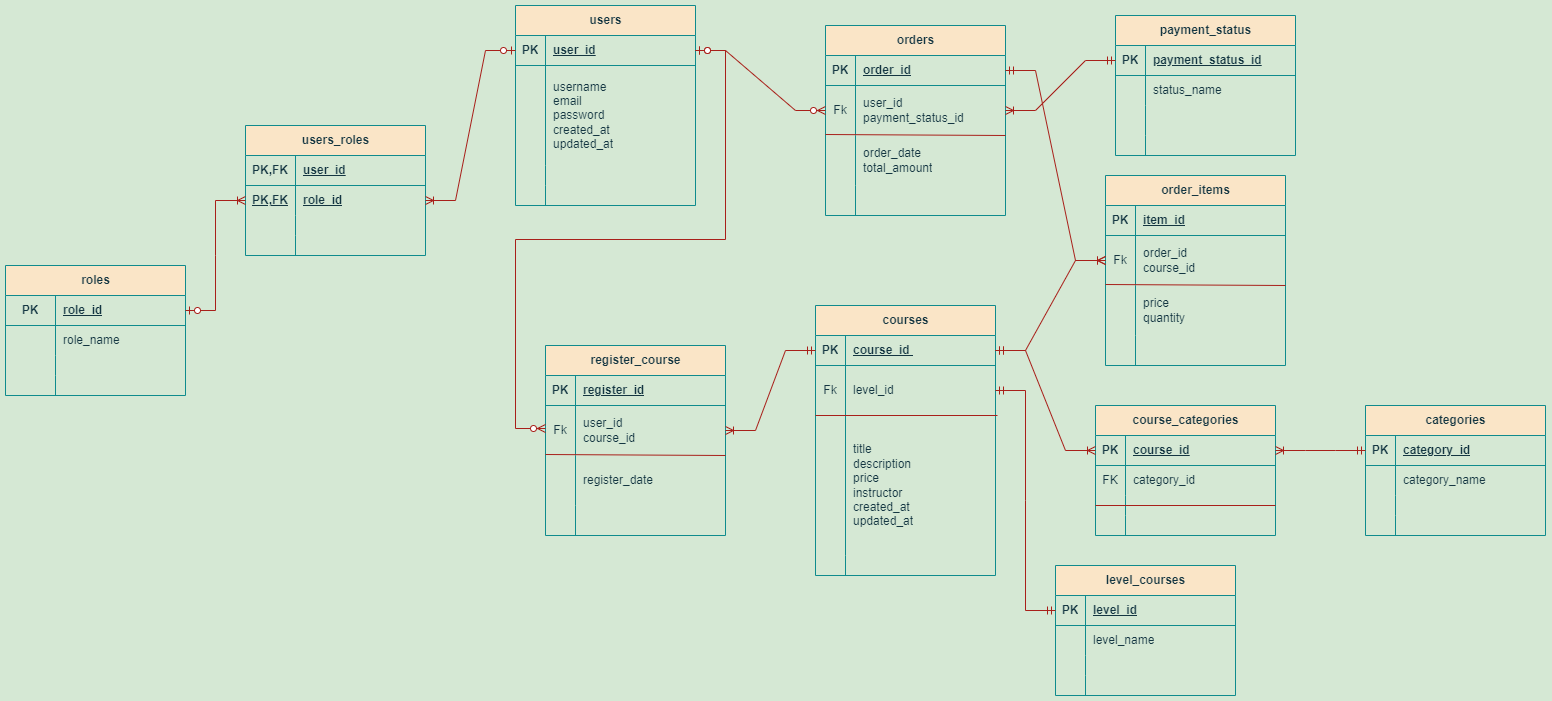 users
PK user_id
username
email
password
created_at
updated_at
orders
PK order_id
Fk user_id
payment_status_id
order_date
total_amount
payment_status
PK payment_status_id
status_name
users_roles
PK,FK user_id
PK,FK role_id
order_items
PK item_id
Fk order_id
course_id
price
quantity
roles
PK role_id
role_name
register_course
PK register_id
Fk user_id
course_id
register_date
courses
PK course_id
Fk level_id
title
description
price
instructor
created_at
updated_at
course_categories
PK course_id
FK category_id
categories
PK category_id
category_name
level_courses
PK level_id
level_name